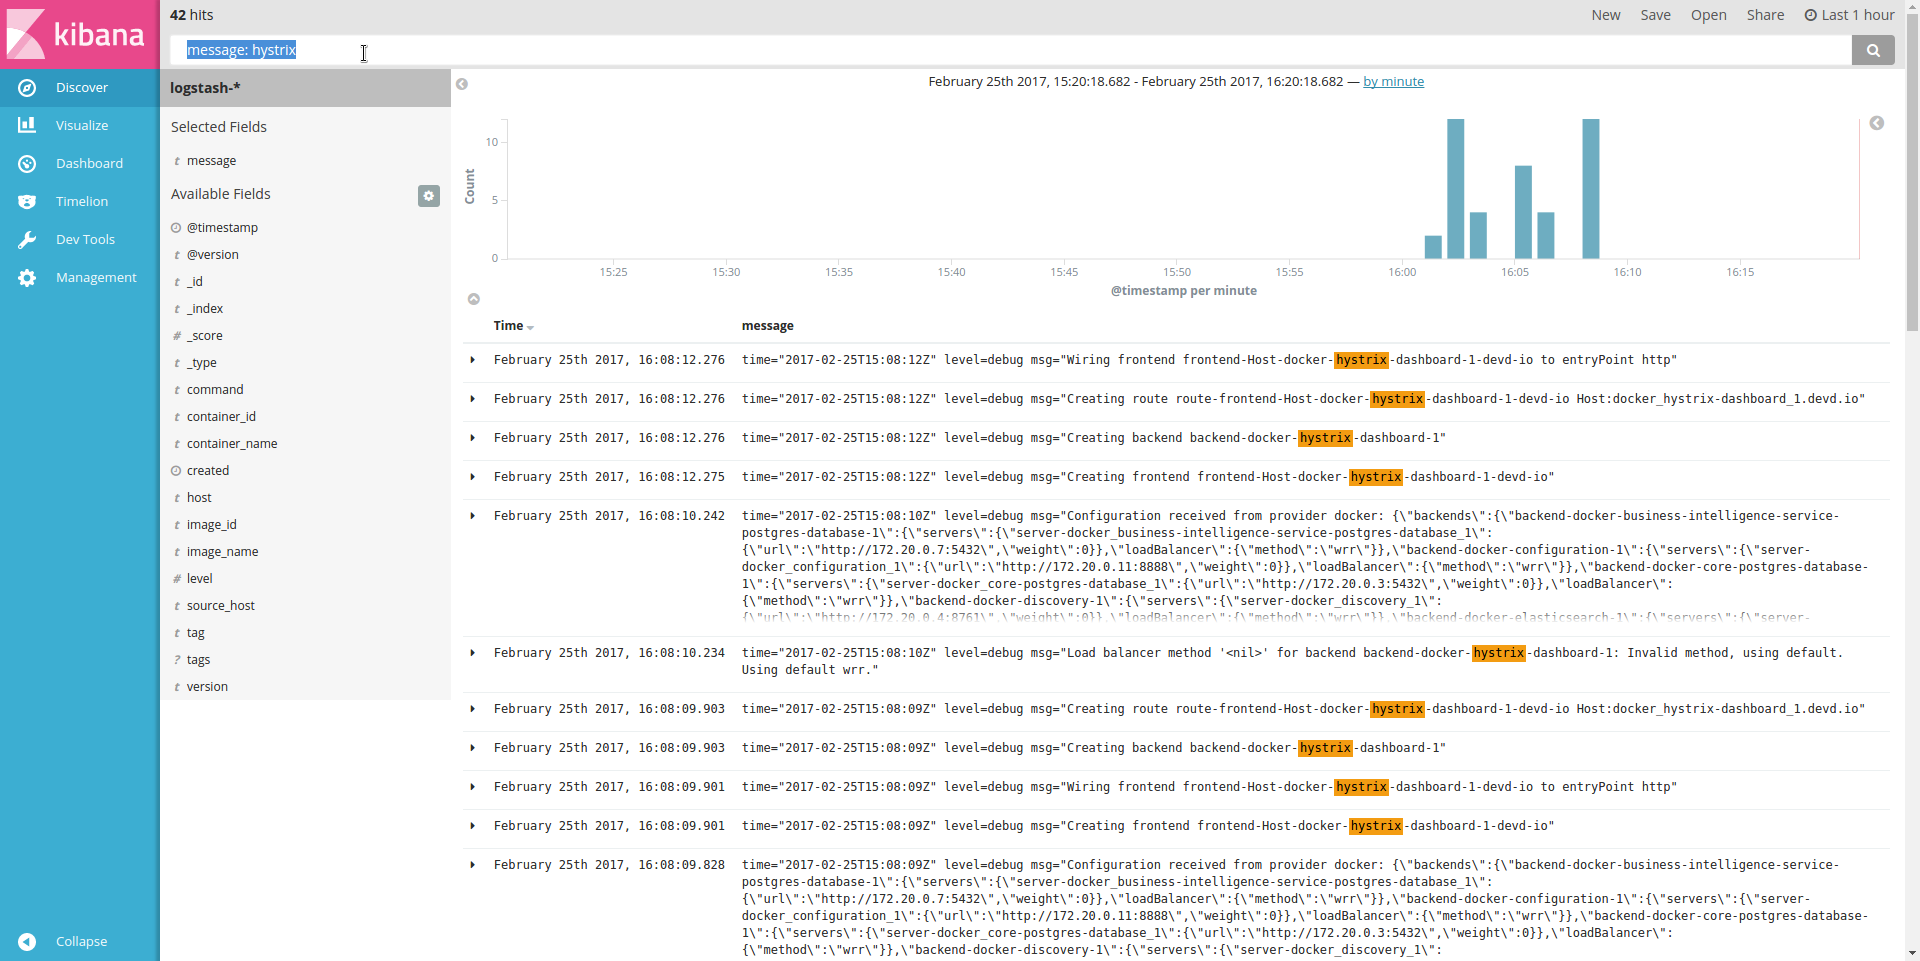 kibana
Discover
Visualize
Dashboard
Timelion
Dev Tools
Management
Collapse
42 hits
New Save Open Share Last 1 hour
message: hystrix
logstash-*
Selected Fields
t message
Available Fields
@timestamp
t @version
t _id
t _index
# _score
t _type
t command
t container_id
t container_name
created
t host
t image_id
t image_name
# level
t source_host
t tag
? tags
t version
February 25th 2017, 15:20:18.682 - February 25th 2017, 16:20:18.682 — by minute
Count
10
5
0
15:25 15:30 15:35 15:40 15:45 15:50 15:55 16:00 16:05 16:10 16:15
@timestamp per minute
Time message
February 25th 2017, 16:08:12.276 time="2017-02-25T15:08:12Z" level=debug msg="Wiring frontend frontend-Host-docker-hystrix-dashboard-1-devd-io to entryPoint http"
February 25th 2017, 16:08:12.276 time="2017-02-25T15:08:12Z" level=debug msg="Creating route route-frontend-Host-docker-hystrix-dashboard-1-devd-io Host:docker_hystrix-dashboard_1.devd.io"
February 25th 2017, 16:08:12.276 time="2017-02-25T15:08:12Z" level=debug msg="Creating backend backend-docker-hystrix-dashboard-1"
February 25th 2017, 16:08:12.275 time="2017-02-25T15:08:12Z" level=debug msg="Creating frontend frontend-Host-docker-hystrix-dashboard-1-devd-io"
February 25th 2017, 16:08:10.242 time="2017-02-25T15:08:10Z" level=debug msg="Configuration received from provider docker: {\"backends\":{\"backend-docker-business-intelligence-service-
postgres-database-1\":{\"servers\":{\"server-docker_business-intelligence-service-postgres-database_1\":
{\"url\":\"http://172.20.0.7:5432\",\"weight\":0}},\"loadBalancer\":{\"method\":\"wrr\"}},\"backend-docker-configuration-1\":{\"servers\":{\"server-
docker_configuration_1\":{\"url\":\"http://172.20.0.11:8888\",\"weight\":0}},\"loadBalancer\":{\"method\":\"wrr\"}},\"backend-docker-core-postgres-database-
1\":{\"servers\":{\"server-docker_core-postgres-database_1\":{\"url\":\"http://172.20.0.3:5432\",\"weight\":0}},\"loadBalancer\":
{\"method\":\"wrr\"}},\"backend-docker-discovery-1\":{\"servers\":{\"server-docker_discovery_1\":
{\"url\":\"http://172.20.0.4:8761\",\"weight\":0}},\"loadBalancer\":{\"method\":\"wrr\"}},\"backend-docker-elasticsearch-1\":{\"servers\":{\"server-
February 25th 2017, 16:08:10.234 time="2017-02-25T15:08:10Z" level=debug msg="Load balancer method '<nil>' for backend backend-docker-hystrix-dashboard-1: Invalid method, using default.
Using default wrr."
February 25th 2017, 16:08:09.903 time="2017-02-25T15:08:09Z" level=debug msg="Creating route route-frontend-Host-docker-hystrix-dashboard-1-devd-io Host:docker_hystrix-dashboard_1.devd.io"
February 25th 2017, 16:08:09.903 time="2017-02-25T15:08:09Z" level=debug msg="Creating backend backend-docker-hystrix-dashboard-1"
February 25th 2017, 16:08:09.901 time="2017-02-25T15:08:09Z" level=debug msg="Wiring frontend frontend-Host-docker-hystrix-dashboard-1-devd-io to entryPoint http"
February 25th 2017, 16:08:09.901 time="2017-02-25T15:08:09Z" level=debug msg="Creating frontend frontend-Host-docker-hystrix-dashboard-1-devd-io"
February 25th 2017, 16:08:09.828 time="2017-02-25T15:08:09Z" level=debug msg="Configuration received from provider docker: {\"backends\":{\"backend-docker-business-intelligence-service-
postgres-database-1\":{\"servers\":{\"server-docker_business-intelligence-service-postgres-database_1\":
{\"url\":\"http://172.20.0.7:5432\",\"weight\":0}},\"loadBalancer\":{\"method\":\"wrr\"}},\"backend-docker-configuration-1\":{\"servers\":{\"server-
docker_configuration_1\":{\"url\":\"http://172.20.0.11:8888\",\"weight\":0}},\"loadBalancer\":{\"method\":\"wrr\"}},\"backend-docker-core-postgres-database-
1\":{\"servers\":{\"server-docker_core-postgres-database_1\":{\"url\":\"http://172.20.0.3:5432\",\"weight\":0}},\"loadBalancer\":
{\"method\":\"wrr\"}},\"backend-docker-discovery-1\":{\"servers\":{\"server-docker_discovery_1\":